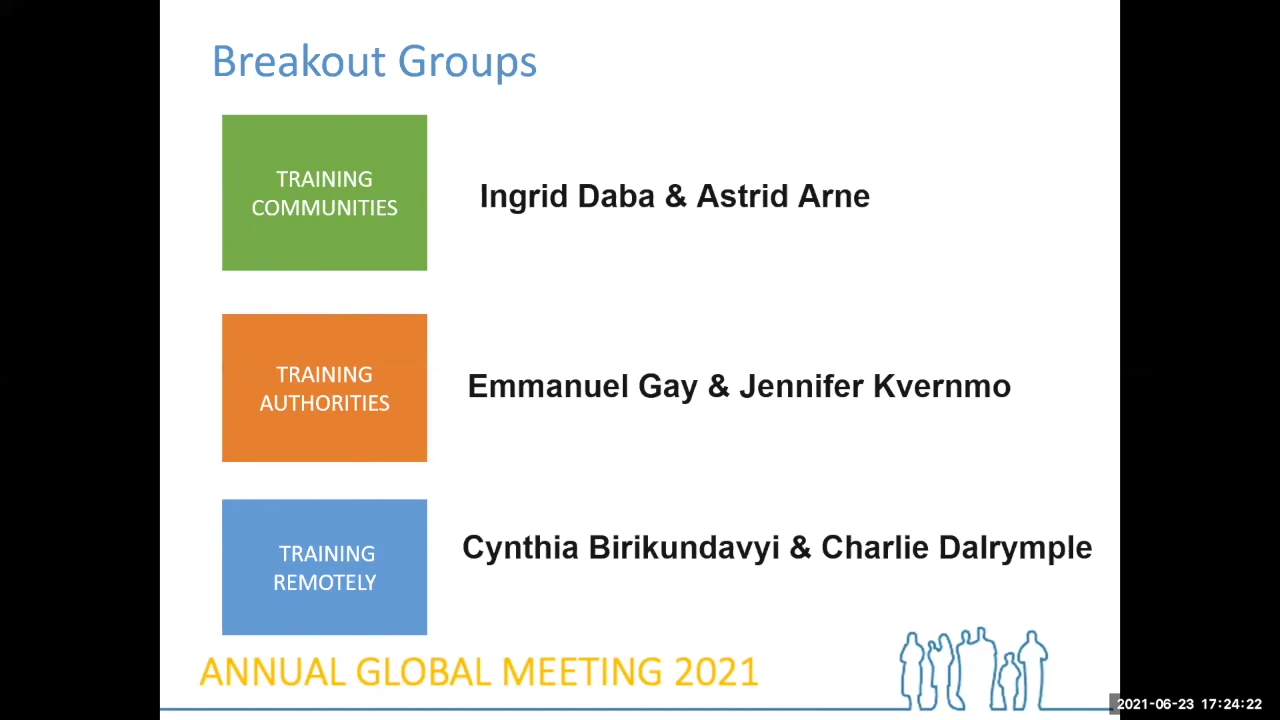 Breakout Groups
TRAINING
COMMUNITIES
Ingrid Daba & Astrid Arne
TRAINING
AUTHORITIES
Emmanuel Gay & Jennifer Kvernmo
TRAINING
REMOTELY
Cynthia Birikundavyi & Charlie Dalrymple
ANNUAL GLOBAL MEETING 2021
2021-06-23 17:24:22